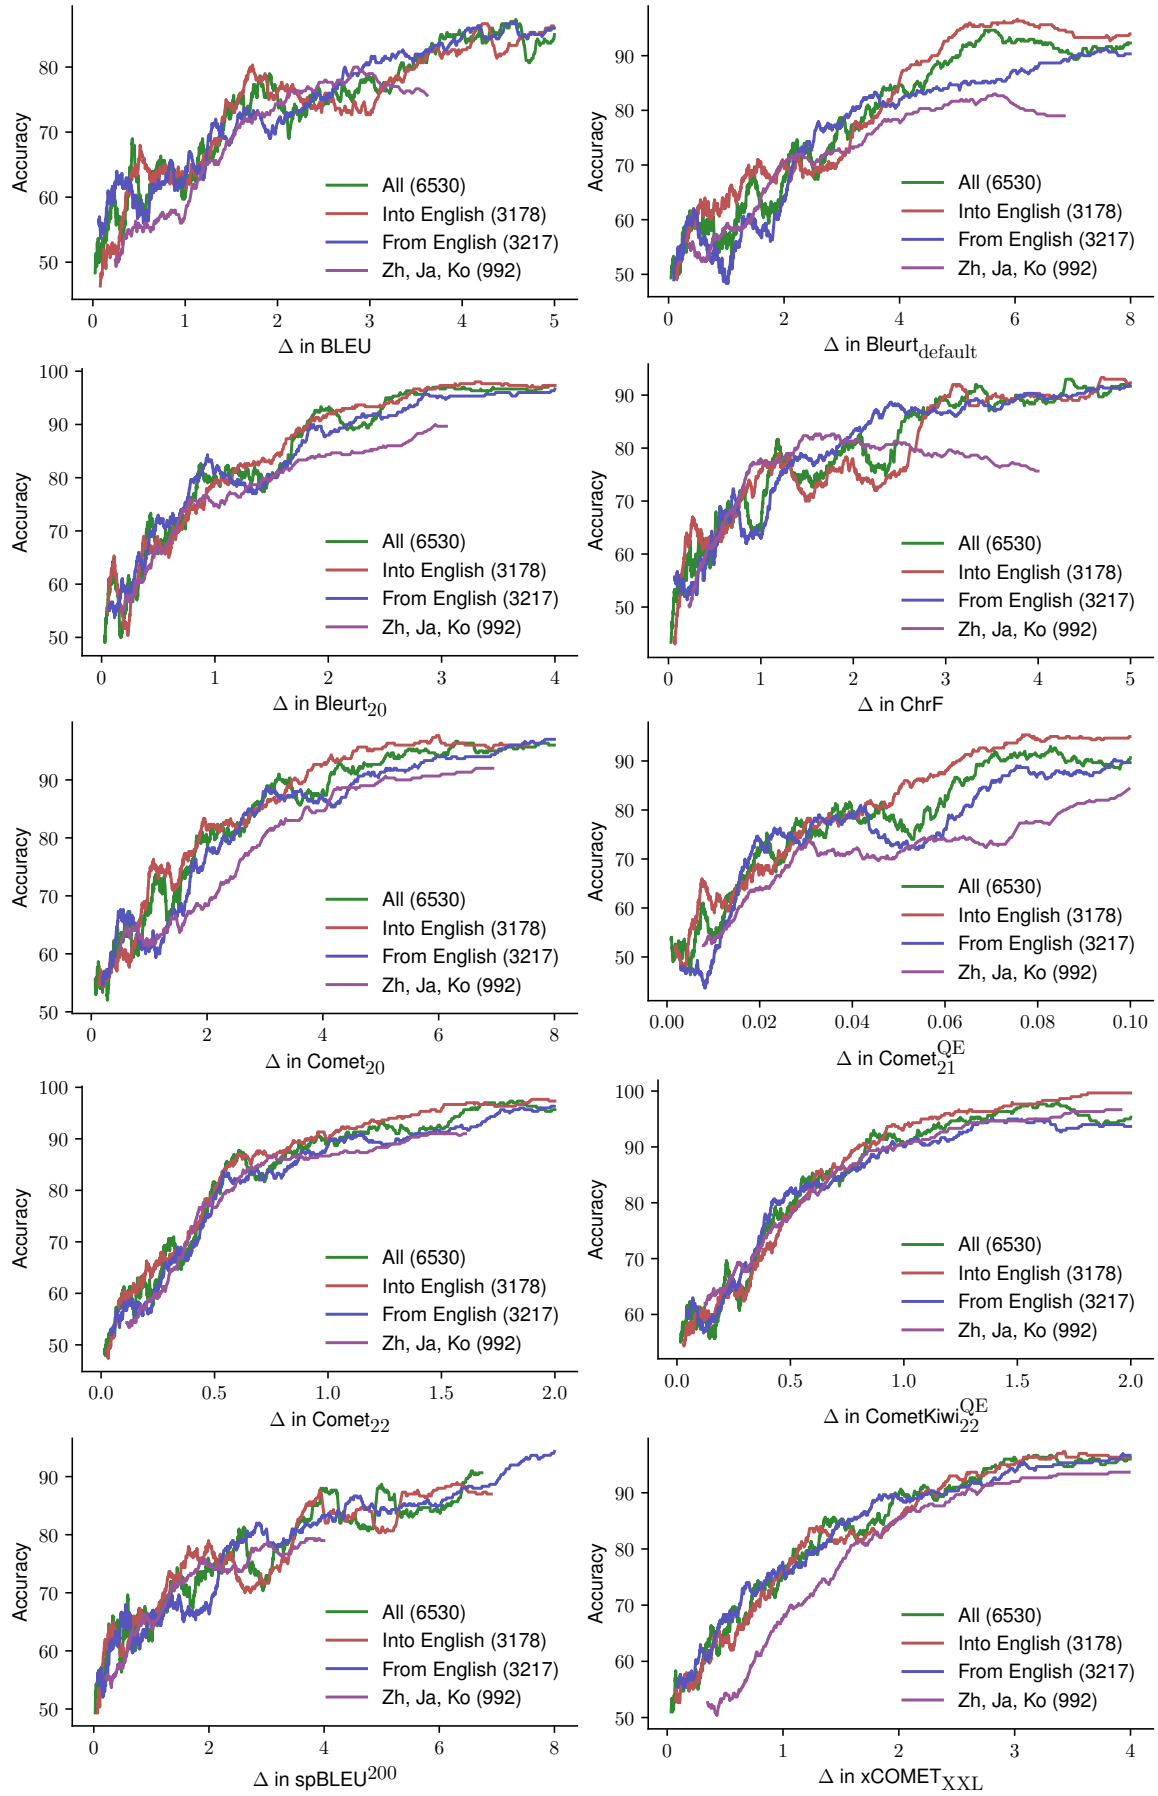 Accuracy
80
70
60
50
All (6530)
Into English (3178)
From English (3217)
Zh, Ja, Ko (992)
0 1 2 3 4 5
Δ in BLEU
Accuracy
90
80
70
60
50
All (6530)
Into English (3178)
From English (3217)
Zh, Ja, Ko (992)
0 2 4 6 8
Δ in Bleurt default
Accuracy
100
90
80
70
60
50
All (6530)
Into English (3178)
From English (3217)
Zh, Ja, Ko (992)
0 1 2 3 4
Δ in Bleurt 20
Accuracy
90
80
70
60
50
All (6530)
Into English (3178)
From English (3217)
Zh, Ja, Ko (992)
0 1 2 3 4 5
Δ in ChrF
Accuracy
90
80
70
60
50
All (6530)
Into English (3178)
From English (3217)
Zh, Ja, Ko (992)
0 2 4 6 8
Δ in Comet 20
Accuracy
90
80
70
60
50
All (6530)
Into English (3178)
From English (3217)
Zh, Ja, Ko (992)
0.00 0.02 0.04 0.06 0.08 0.10
Δ in Comet QE 21
Accuracy
100
90
80
70
60
50
All (6530)
Into English (3178)
From English (3217)
Zh, Ja, Ko (992)
0.0 0.5 1.0 1.5 2.0
Δ in Comet 22
Accuracy
100
90
80
70
60
All (6530)
Into English (3178)
From English (3217)
Zh, Ja, Ko (992)
0.0 0.5 1.0 1.5 2.0
Δ in CometKiwi QE 22
Accuracy
90
80
70
60
50
All (6530)
Into English (3178)
From English (3217)
Zh, Ja, Ko (992)
0 2 4 6 8
Δ in spBLEU 200
Accuracy
90
80
70
60
50
All (6530)
Into English (3178)
From English (3217)
Zh, Ja, Ko (992)
0 1 2 3 4
Δ in xCOMET XXL